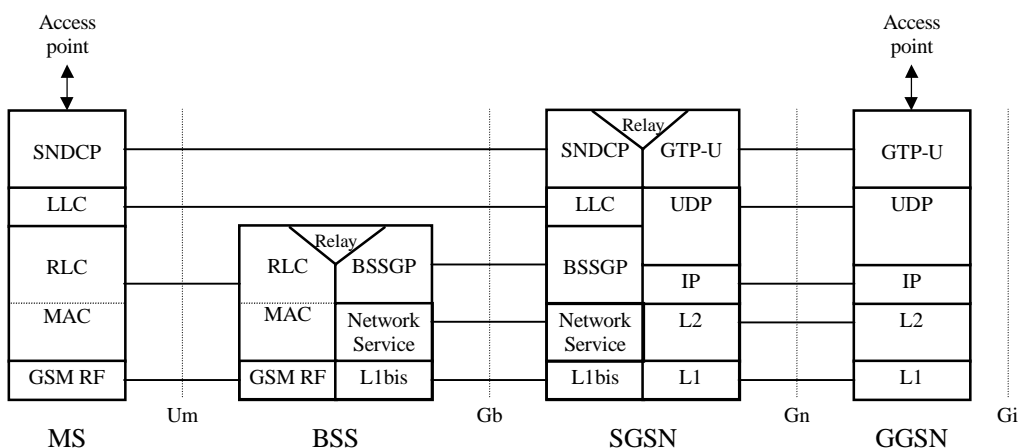 Access
point
Access
point
Relay
SNDCP
SNDCP
GTP-U
GTP-U
LLC
LLC
UDP
UDP
Relay
RLC
RLC
BSSGP
BSSGP
IP
IP
MAC
MAC
Network
Service
Network
Service
L2
L2
GSM RF
GSM RF
L1bis
L1bis
L1
L1
Um
Gb
Gn
Gi
MS
BSS
SGSN
GGSN